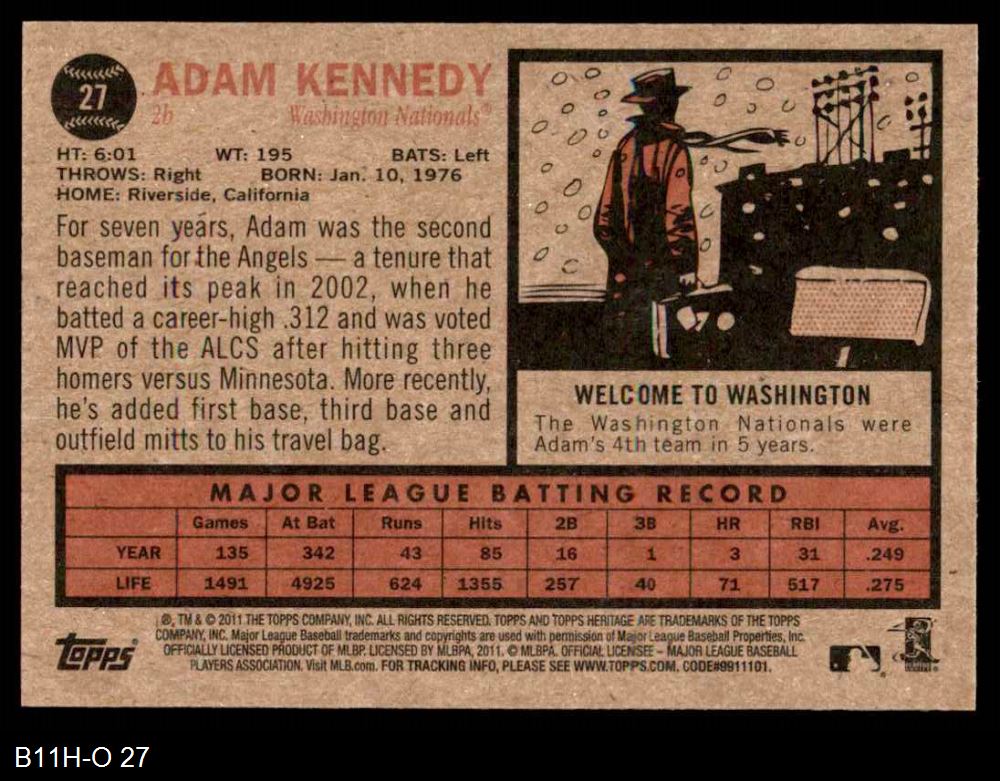 27
ADAM KENNEDY
2b Washington Nationals®
HT: 6:01 WT: 195 BATS: Left
THROWS: Right BORN: Jan. 10, 1976
HOME: Riverside, California
For seven years, Adam was the second
baseman for the Angels — a tenure that
reached its peak in 2002, when he
batted a career-high .312 and was voted
MVP of the ALCS after hitting three
homers versus Minnesota. More recently,
he's added first base, third base and
outfield mitts to his travel bag.
WELCOME TO WASHINGTON
The Washington Nationals were
Adam's 4th team in 5 years.
MAJOR LEAGUE BATTING RECORD
Games At Bat Runs Hits 2B 3B HR RBI Avg.
YEAR 135 342 43 85 16 1 3 31 .249
LIFE 1491 4925 624 1355 257 40 71 517 .275
®, TM & © 2011 THE TOPPS COMPANY, INC. ALL RIGHTS RESERVED. TOPPS AND TOPPS HERITAGE ARE TRADEMARKS OF THE TOPPS
COMPANY, INC. Major League Baseball trademarks and copyrights are used with permission of Major League Baseball Properties, Inc.
OFFICIALLY LICENSED PRODUCT OF MLBP. LICENSED BY MLBPA, 2011. © MLBPA. OFFICIAL LICENSEE – MAJOR LEAGUE BASEBALL
PLAYERS ASSOCIATION. Visit MLB.com. FOR TRACKING INFO, PLEASE SEE WWW.TOPPS.COM. CODE#9911101.
Topps®
B11H-O 27